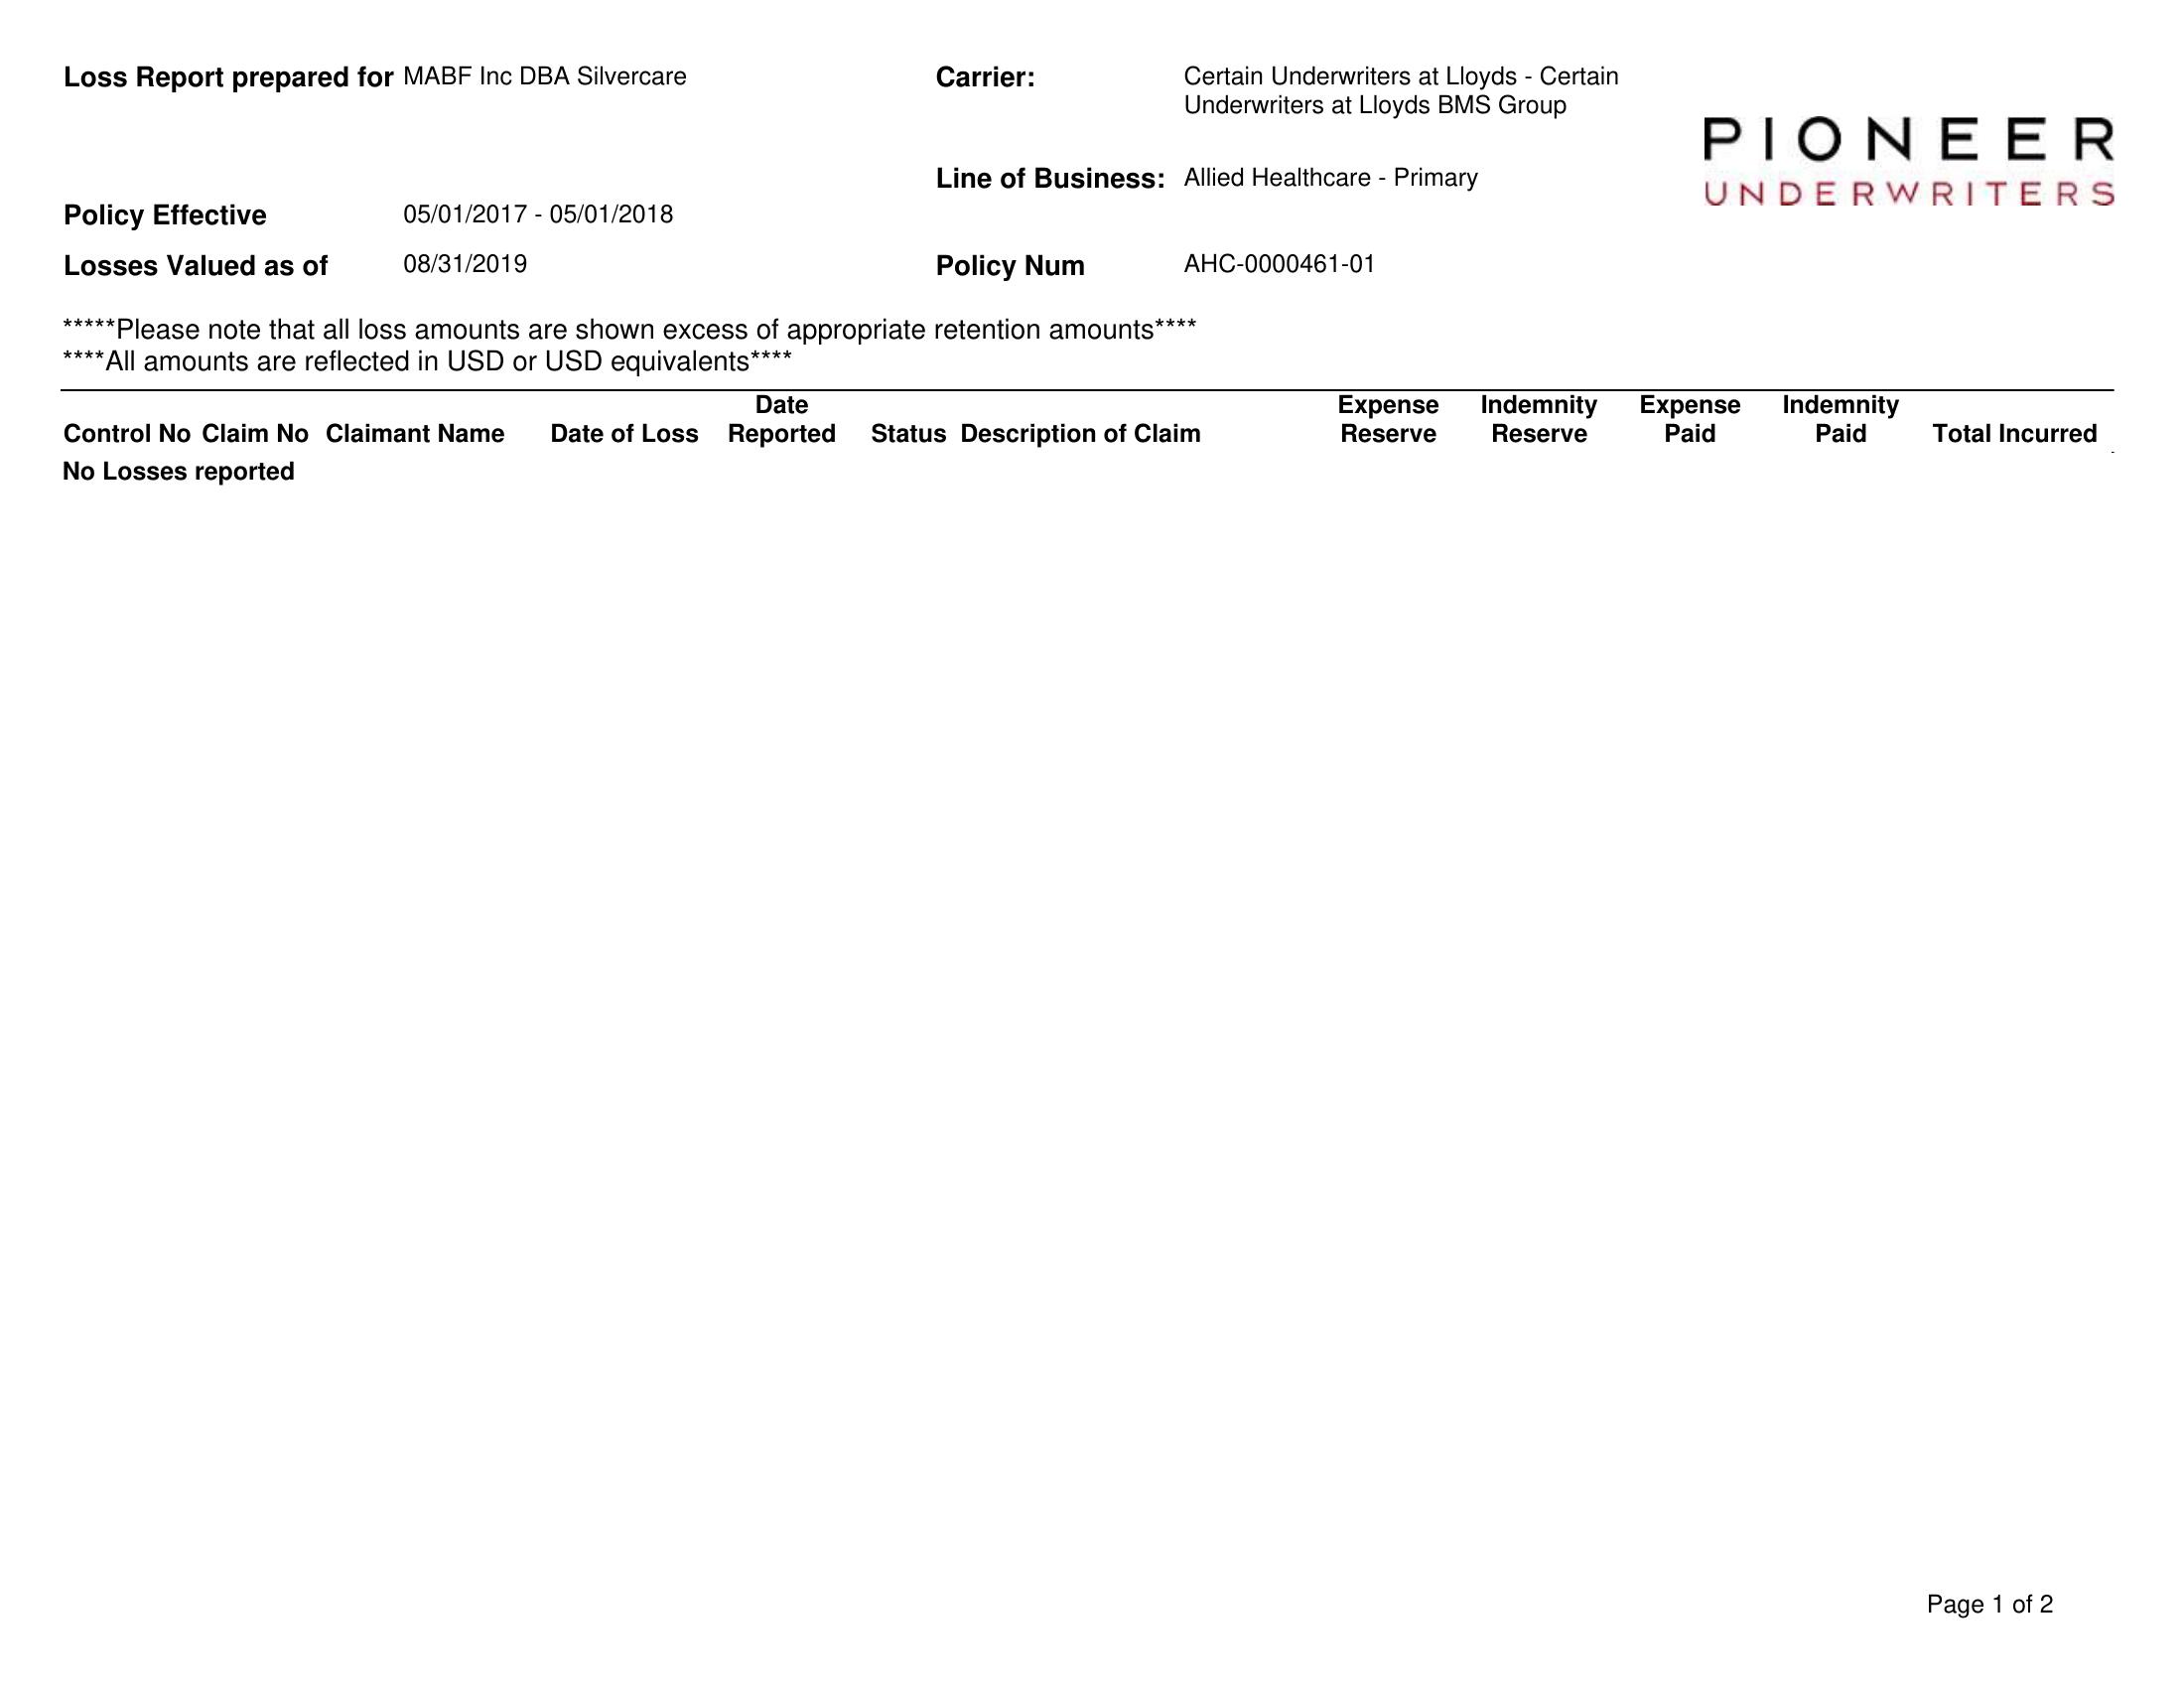 Loss Report prepared for MABF Inc DBA Silvercare
Carrier: Certain Underwriters at Lloyds - Certain
Underwriters at Lloyds BMS Group
PIONEER
UNDERWRITERS
Line of Business: Allied Healthcare - Primary
Policy Effective 05/01/2017 - 05/01/2018
Losses Valued as of 08/31/2019
Policy Num AHC-0000461-01
*****Please note that all loss amounts are shown excess of appropriate retention amounts****
****All amounts are reflected in USD or USD equivalents****
Date Expense Indemnity Expense Indemnity
Control No Claim No Claimant Name Date of Loss Reported Status Description of Claim Reserve Reserve Paid Paid Total Incurred
No Losses reported
Page 1 of 2